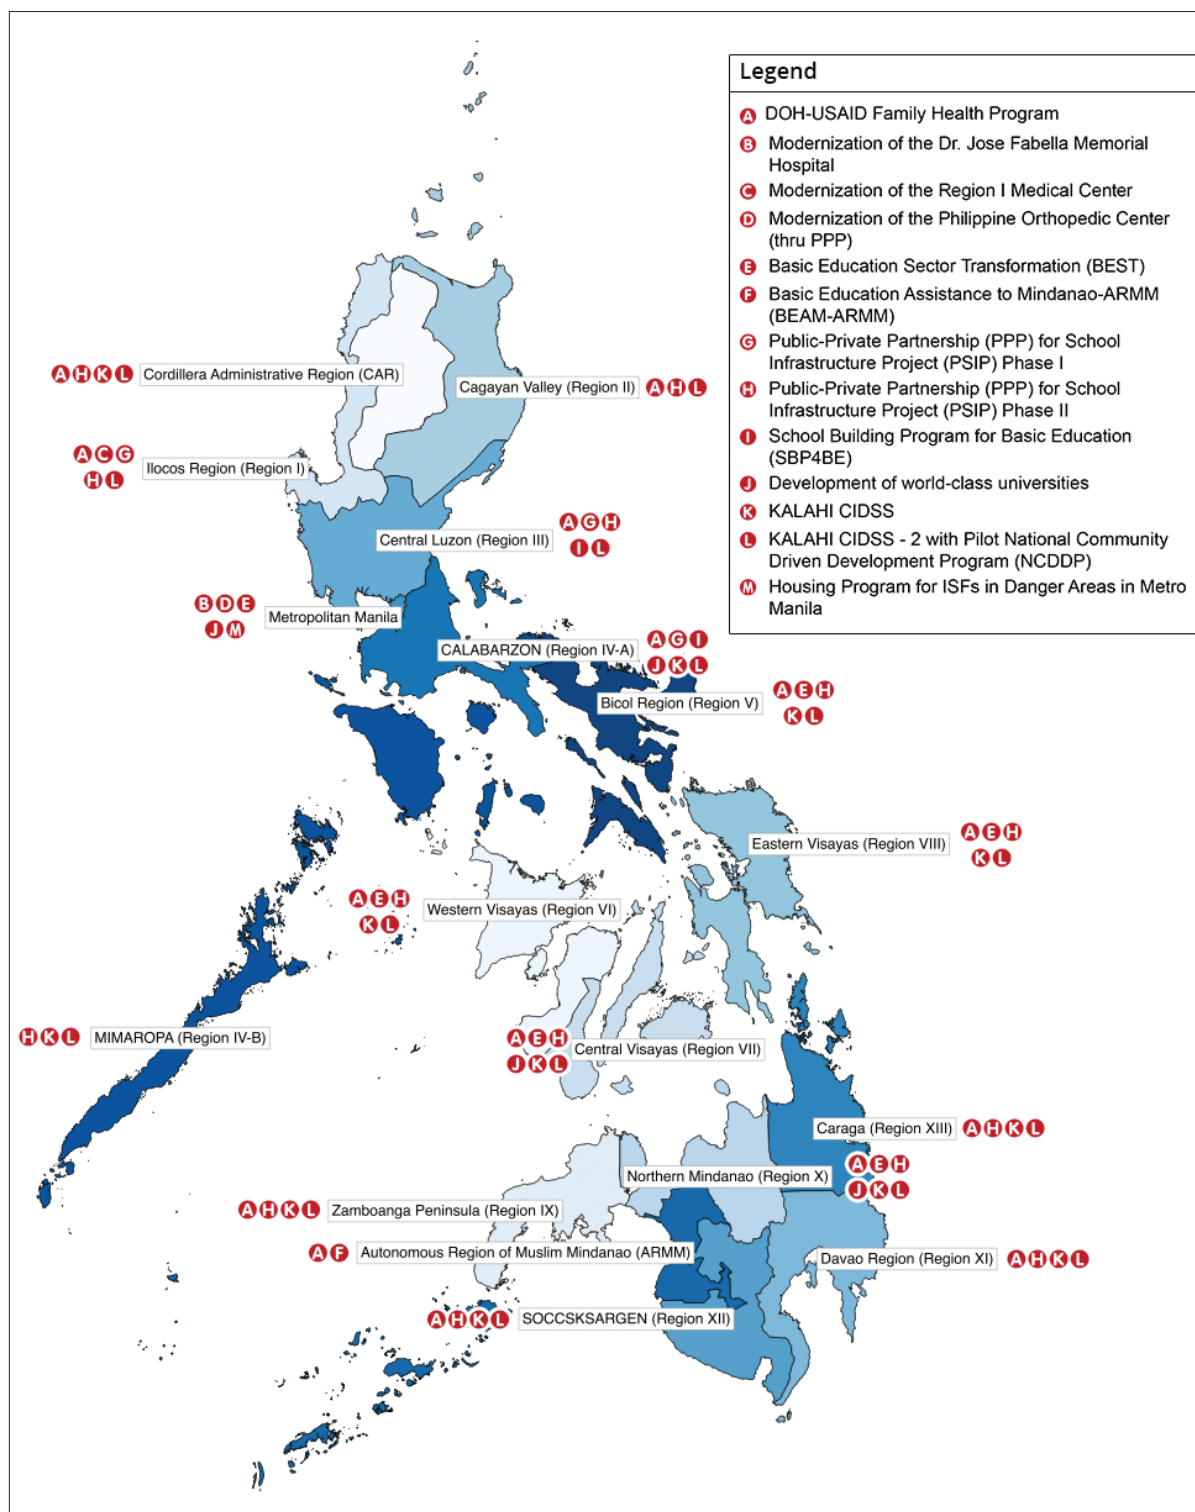 Legend
A DOH-USAID Family Health Program
B Modernization of the Dr. Jose Fabella Memorial
Hospital
C Modernization of the Region I Medical Center
D Modernization of the Philippine Orthopedic Center
(thru PPP)
E Basic Education Sector Transformation (BEST)
F Basic Education Assistance to Mindanao-ARMM
(BEAM-ARMM)
G Public-Private Partnership (PPP) for School
Infrastructure Project (PSIP) Phase I
H Public-Private Partnership (PPP) for School
Infrastructure Project (PSIP) Phase II
I School Building Program for Basic Education
(SBP4BE)
J Development of world-class universities
K KALAHI CIDSS
L KALAHI CIDSS - 2 with Pilot National Community
Driven Development Program (NCDDP)
M Housing Program for ISFs in Danger Areas in Metro
Manila
A H K L Cordillera Administrative Region (CAR)
Cagayan Valley (Region II) A H L
A C G
H L
Ilocos Region (Region I)
Central Luzon (Region III)
A G H
I L
B D E
J M
Metropolitan Manila
CALABARZON (Region IV-A)
A G I
J K L
Bicol Region (Region V)
A E H
K L
Eastern Visayas (Region VIII)
A E H
K L
A E H
K L
Western Visayas (Region VI)
H K L MIMAROPA (Region IV-B)
A E H
J K L
Central Visayas (Region VII)
Caraga (Region XIII) A H K L
Northern Mindanao (Region X)
A E H
J K L
A H K L Zamboanga Peninsula (Region IX)
A F Autonomous Region of Muslim Mindanao (ARMM)
Davao Region (Region XI) A H K L
A H K L SOCCSKSARGEN (Region XII)